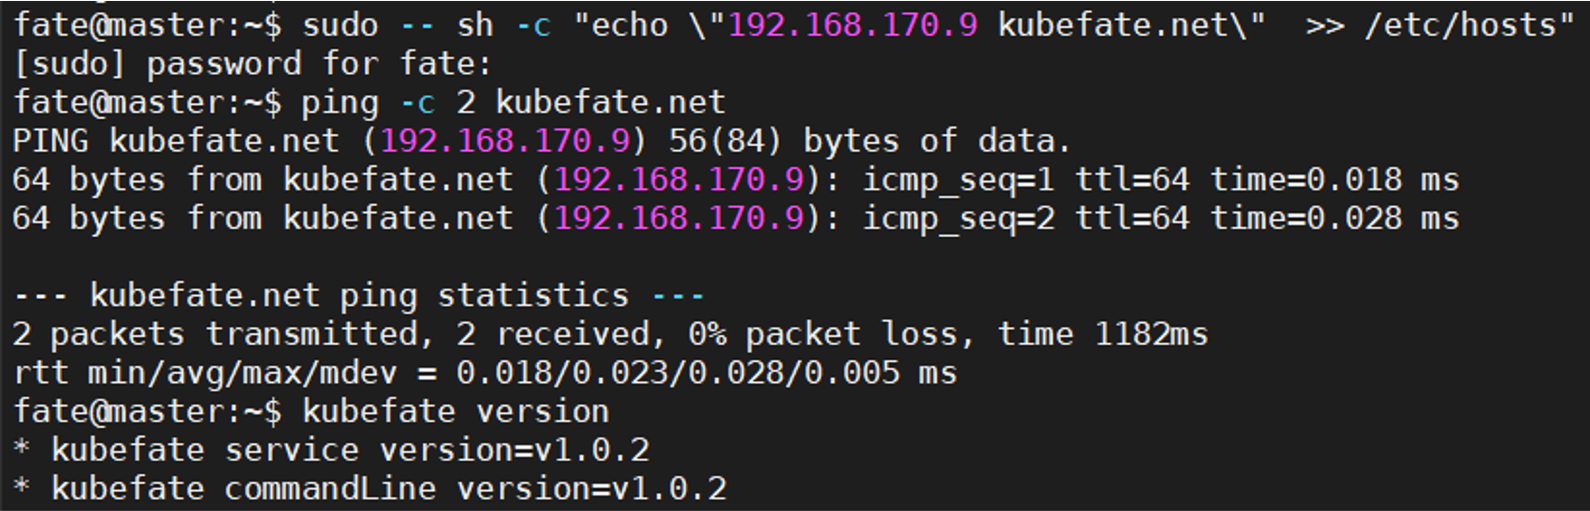 fate@master:~$ sudo -- sh -c "echo \"192.168.170.9 kubefate.net\"  >> /etc/hosts"
[sudo] password for fate:
fate@master:~$ ping -c 2 kubefate.net
PING kubefate.net (192.168.170.9) 56(84) bytes of data.
64 bytes from kubefate.net (192.168.170.9): icmp_seq=1 ttl=64 time=0.018 ms
64 bytes from kubefate.net (192.168.170.9): icmp_seq=2 ttl=64 time=0.028 ms

--- kubefate.net ping statistics ---
2 packets transmitted, 2 received, 0% packet loss, time 1182ms
rtt min/avg/max/mdev = 0.018/0.023/0.028/0.005 ms
fate@master:~$ kubefate version
* kubefate service version=v1.0.2
* kubefate commandLine version=v1.0.2